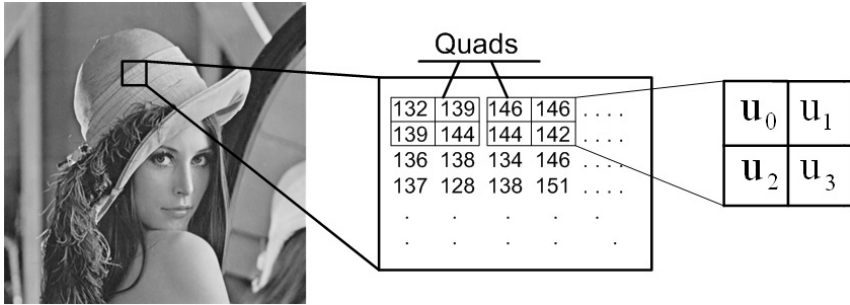 Quads
132 139 146 146 . . . .
139 144 144 142 . . . .
136 138 134 146 . . . .
137 128 138 151 . . . .
. . . . .
. . . . .
u0 u1
u2 u3